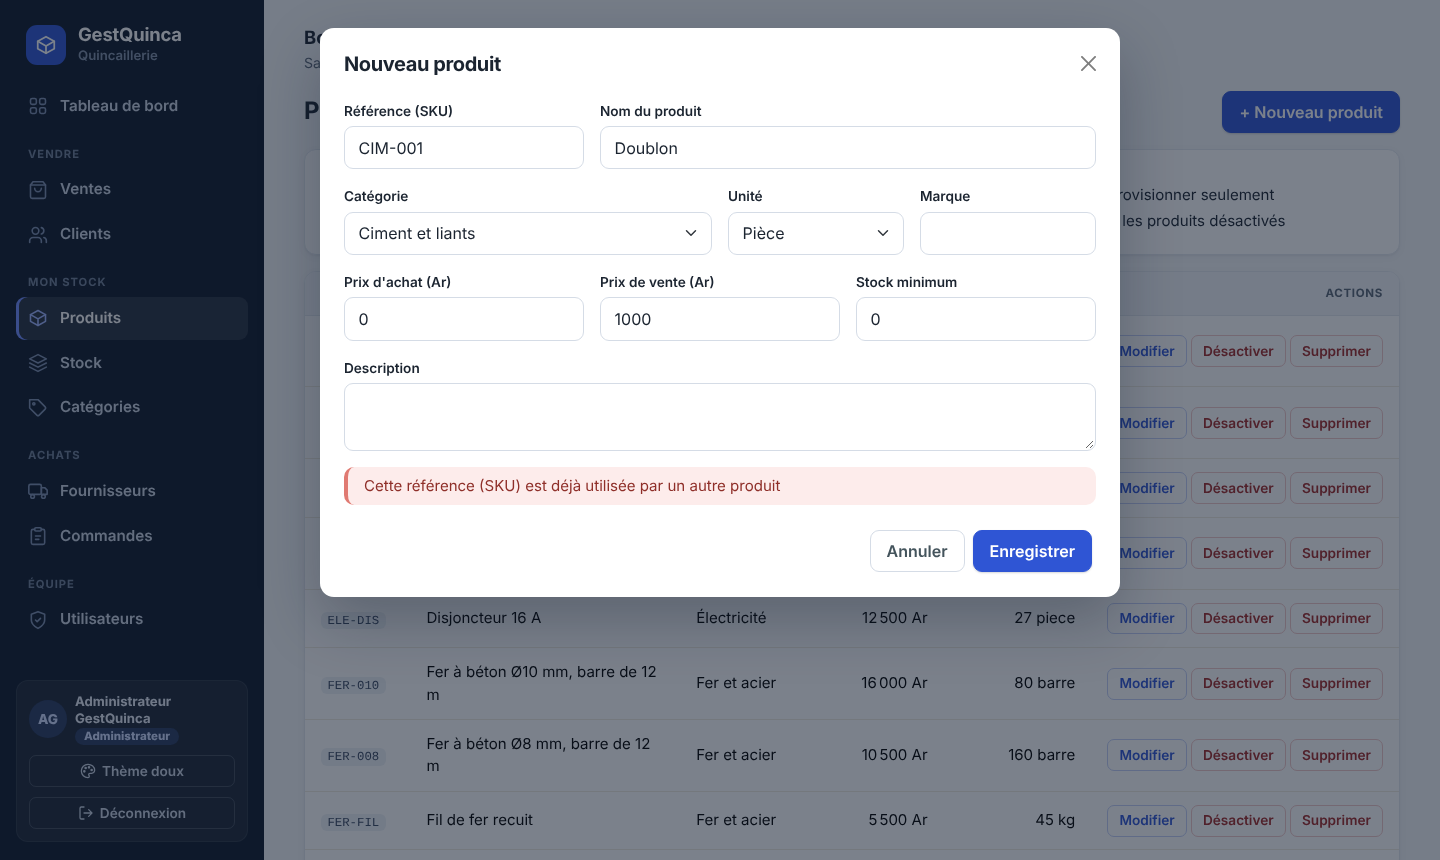 GestQuinca
Quincaillerie
Tableau de bord
VENDRE
Ventes
Clients
MON STOCK
Produits
Stock
Catégories
ACHATS
Fournisseurs
Commandes
ÉQUIPE
Utilisateurs
AG
Administrateur
GestQuinca
Administrateur
Thème doux
Déconnexion
+ Nouveau produit
Nouveau produit
Référence (SKU) Nom du produit
CIM-001 Doublon
Catégorie Unité Marque
Ciment et liants Pièce
Prix d'achat (Ar) Prix de vente (Ar) Stock minimum
0 1000 0
Description
Cette référence (SKU) est déjà utilisée par un autre produit
Annuler Enregistrer
seulement
les produits désactivés
ACTIONS
Modifier Désactiver Supprimer
Modifier Désactiver Supprimer
Modifier Désactiver Supprimer
Modifier Désactiver Supprimer
ELE-DIS Disjoncteur 16 A Électricité 12 500 Ar 27 piece Modifier Désactiver Supprimer
FER-010 Fer à béton Ø10 mm, barre de 12 m Fer et acier 16 000 Ar 80 barre Modifier Désactiver Supprimer
FER-008 Fer à béton Ø8 mm, barre de 12 m Fer et acier 10 500 Ar 160 barre Modifier Désactiver Supprimer
FER-FIL Fil de fer recuit Fer et acier 5 500 Ar 45 kg Modifier Désactiver Supprimer